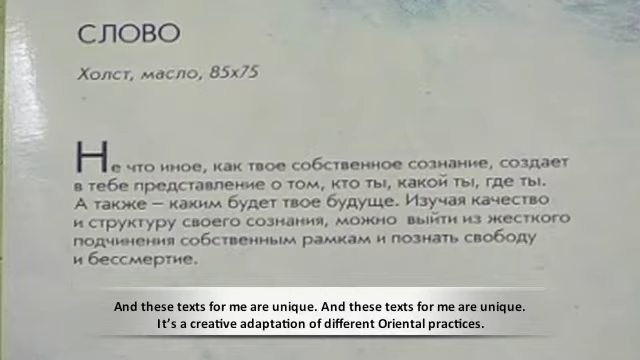 СЛОВО
Холст, масло, 85х75
Не что иное, как твое собственное сознание, создает
в тебе представление о том, кто ты, какой ты, где ты.
А также – каким будет твое будущее. Изучая качество
и структуру своего сознания, можно выйти из жесткого
подчинения собственным рамкам и познать свободу
и бессмертие.
And these texts for me are unique. And these texts for me are unique.
It's a creative adaptation of different Oriental practices.